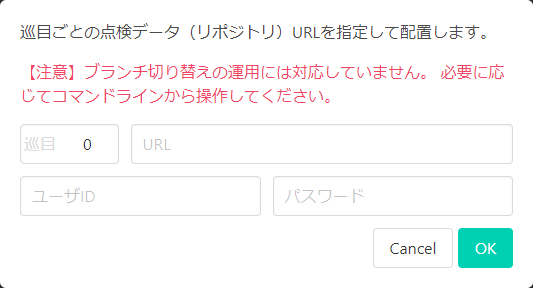 巡目ごとの点検データ（リポジトリ）URLを指定して配置します。
【注意】ブランチ切り替えの運用には対応していません。 必要に応
じてコマンドラインから操作してください。
巡目 0 URL
ユーザID パスワード
Cancel OK